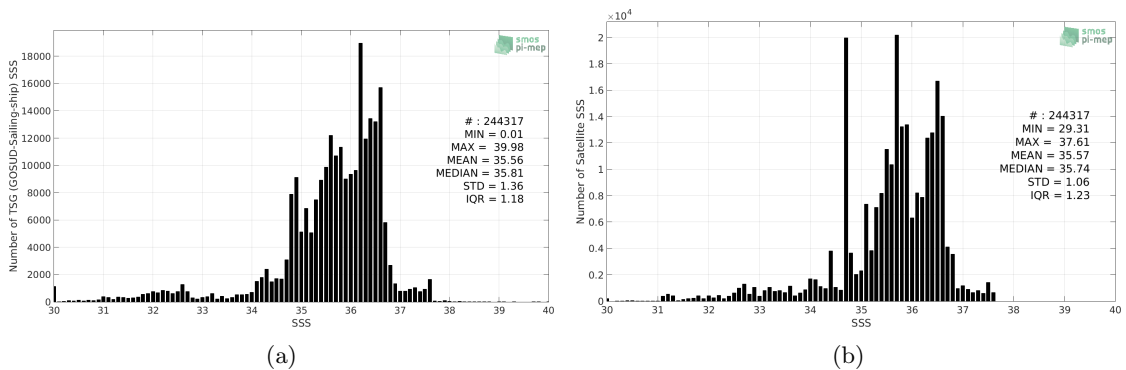 smos
pi-mep
Number of TSG (GOSUD-Sailing-ship) SSS
18000
16000
14000
12000
10000
8000
6000
4000
2000
0
# : 244317
MIN = 0.01
MAX = 39.98
MEAN = 35.56
MEDIAN = 35.81
STD = 1.36
IQR = 1.18
30 31 32 33 34 35 36 37 38 39 40
SSS
(a)
×10⁴
smos
pi-mep
Number of Satellite SSS
2
1.8
1.6
1.4
1.2
1
0.8
0.6
0.4
0.2
0
# : 244317
MIN = 29.31
MAX = 37.61
MEAN = 35.57
MEDIAN = 35.74
STD = 1.06
IQR = 1.23
30 31 32 33 34 35 36 37 38 39 40
SSS
(b)